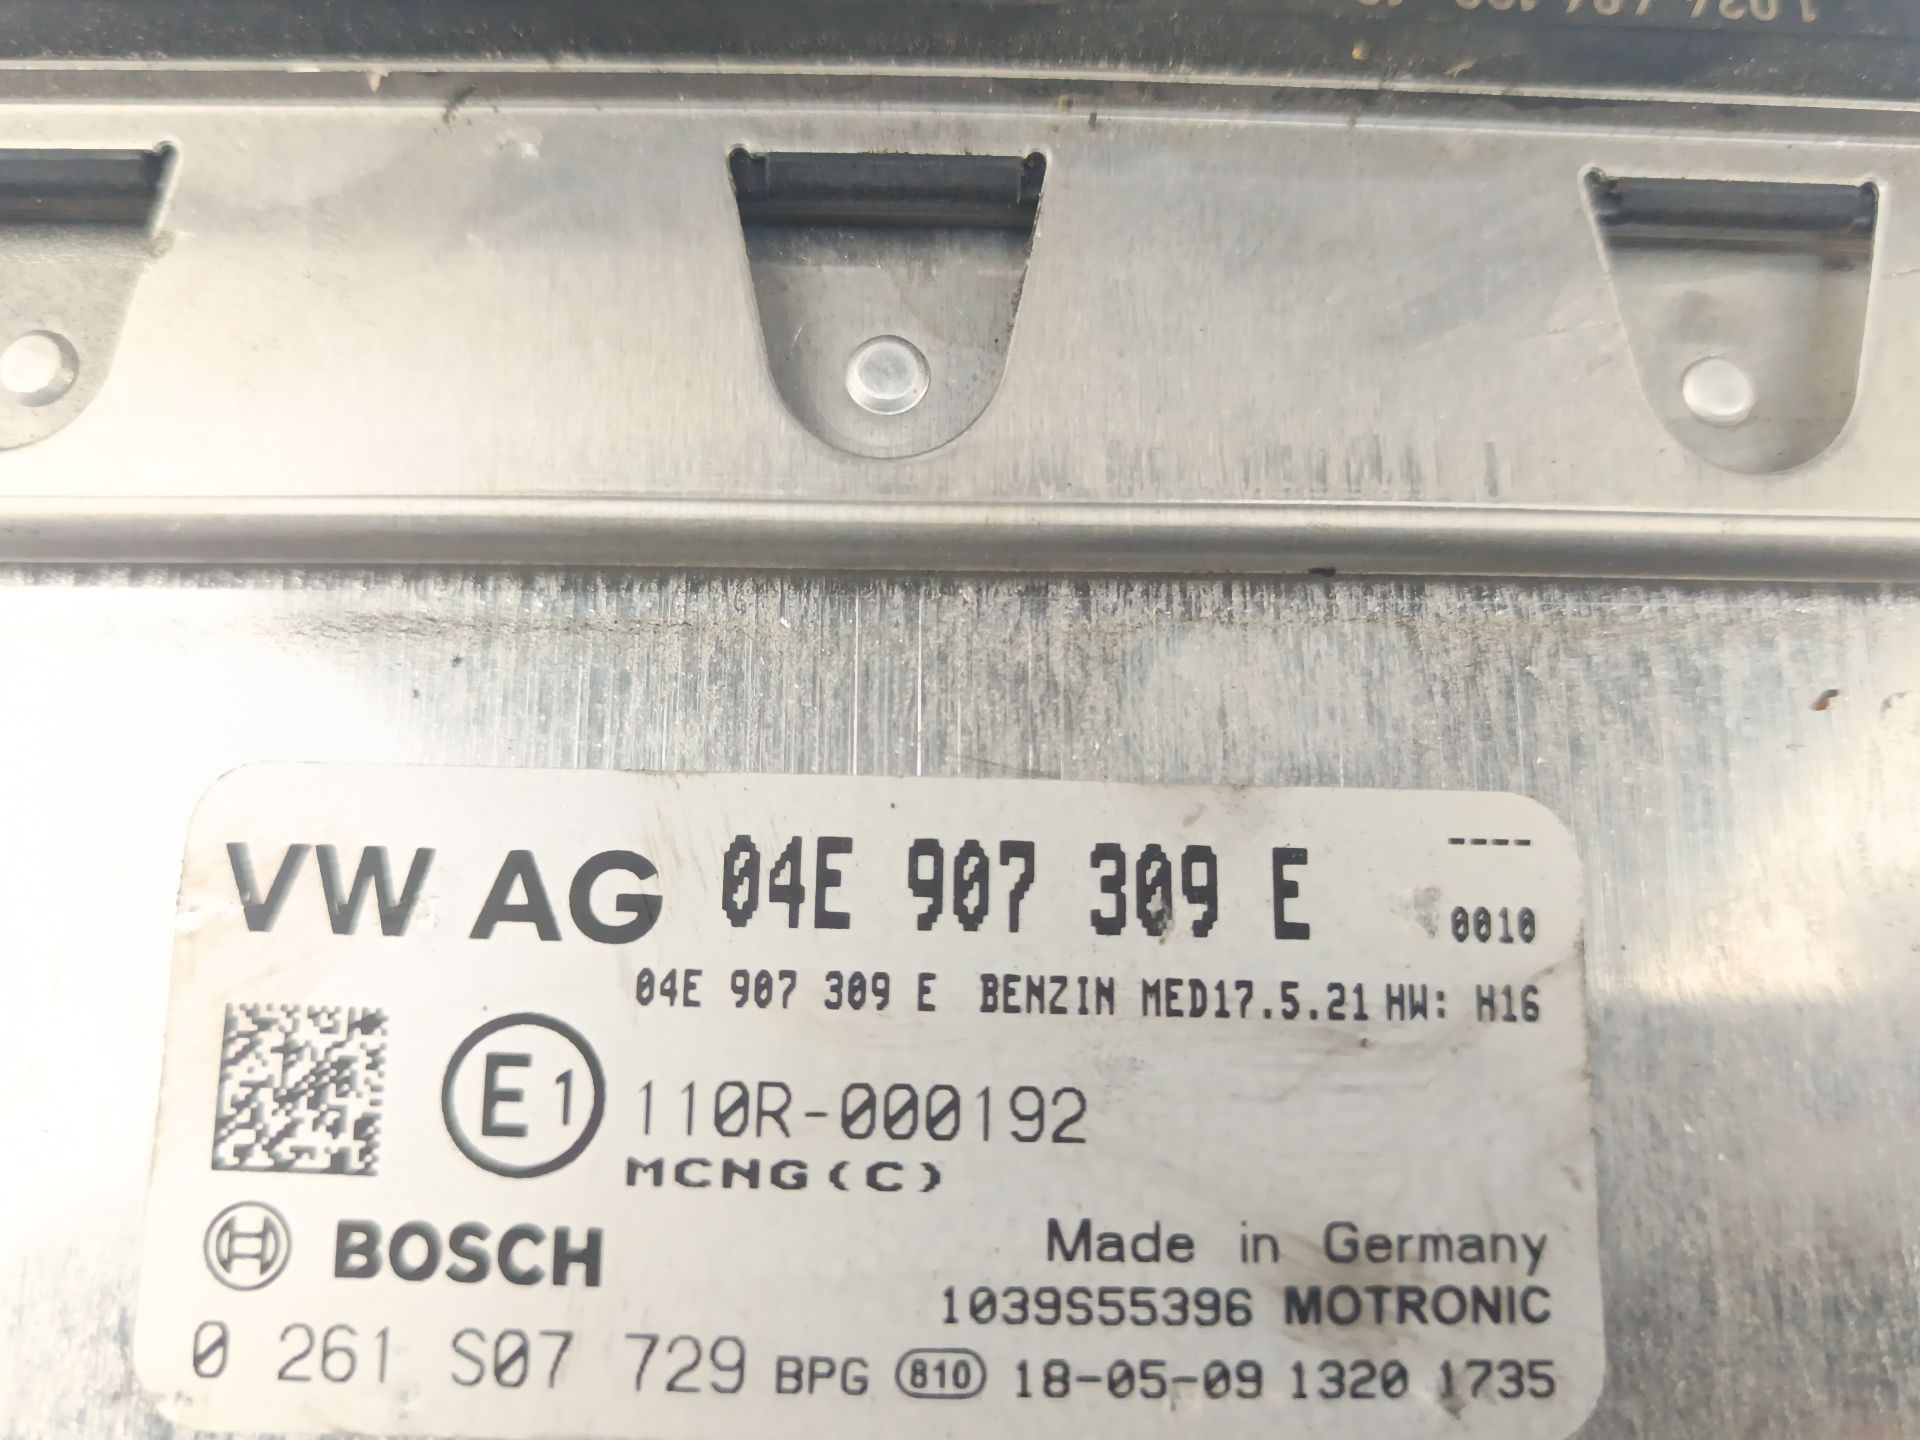 VW AG 04E 907 309 E ----
0010
04E 907 309 E BENZIN MED17.5.21 HW: H16
E1 110R-000192
MCNG(C)
BOSCH Made in Germany
1039S55396 MOTRONIC
0 261 S07 729 BPG 810 18-05-09 1320 1735